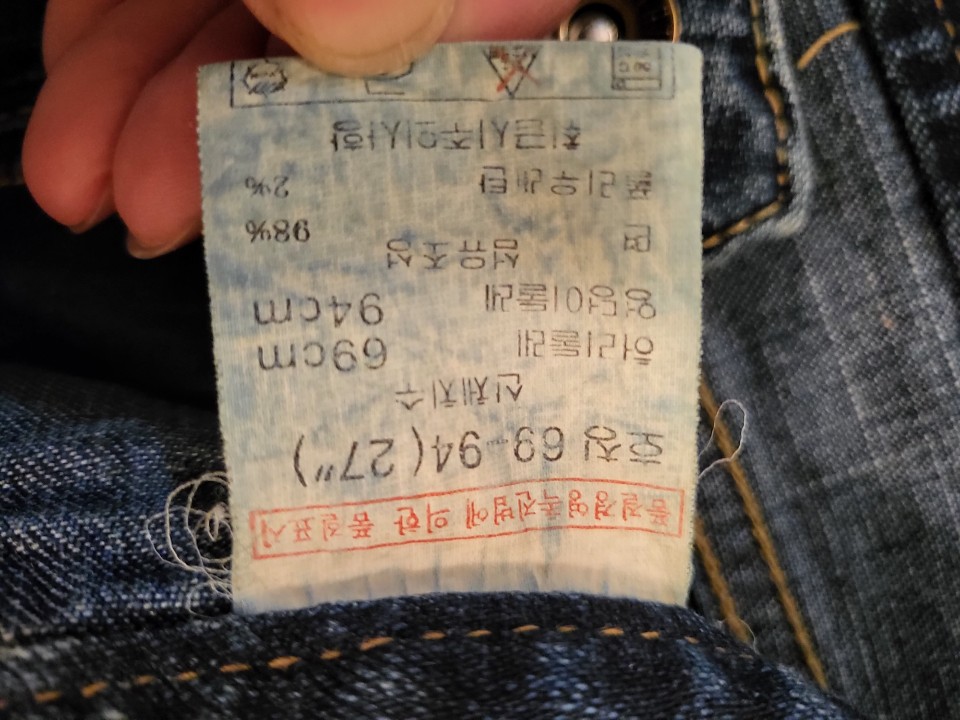 품질경영촉진법에 의한 품질표시
호칭 69-94(27")
신체치수
허리둘레 69cm
엉덩이둘레 94cm
섬유조성
면 98%
폴리우레탄 2%
취급시주의사항